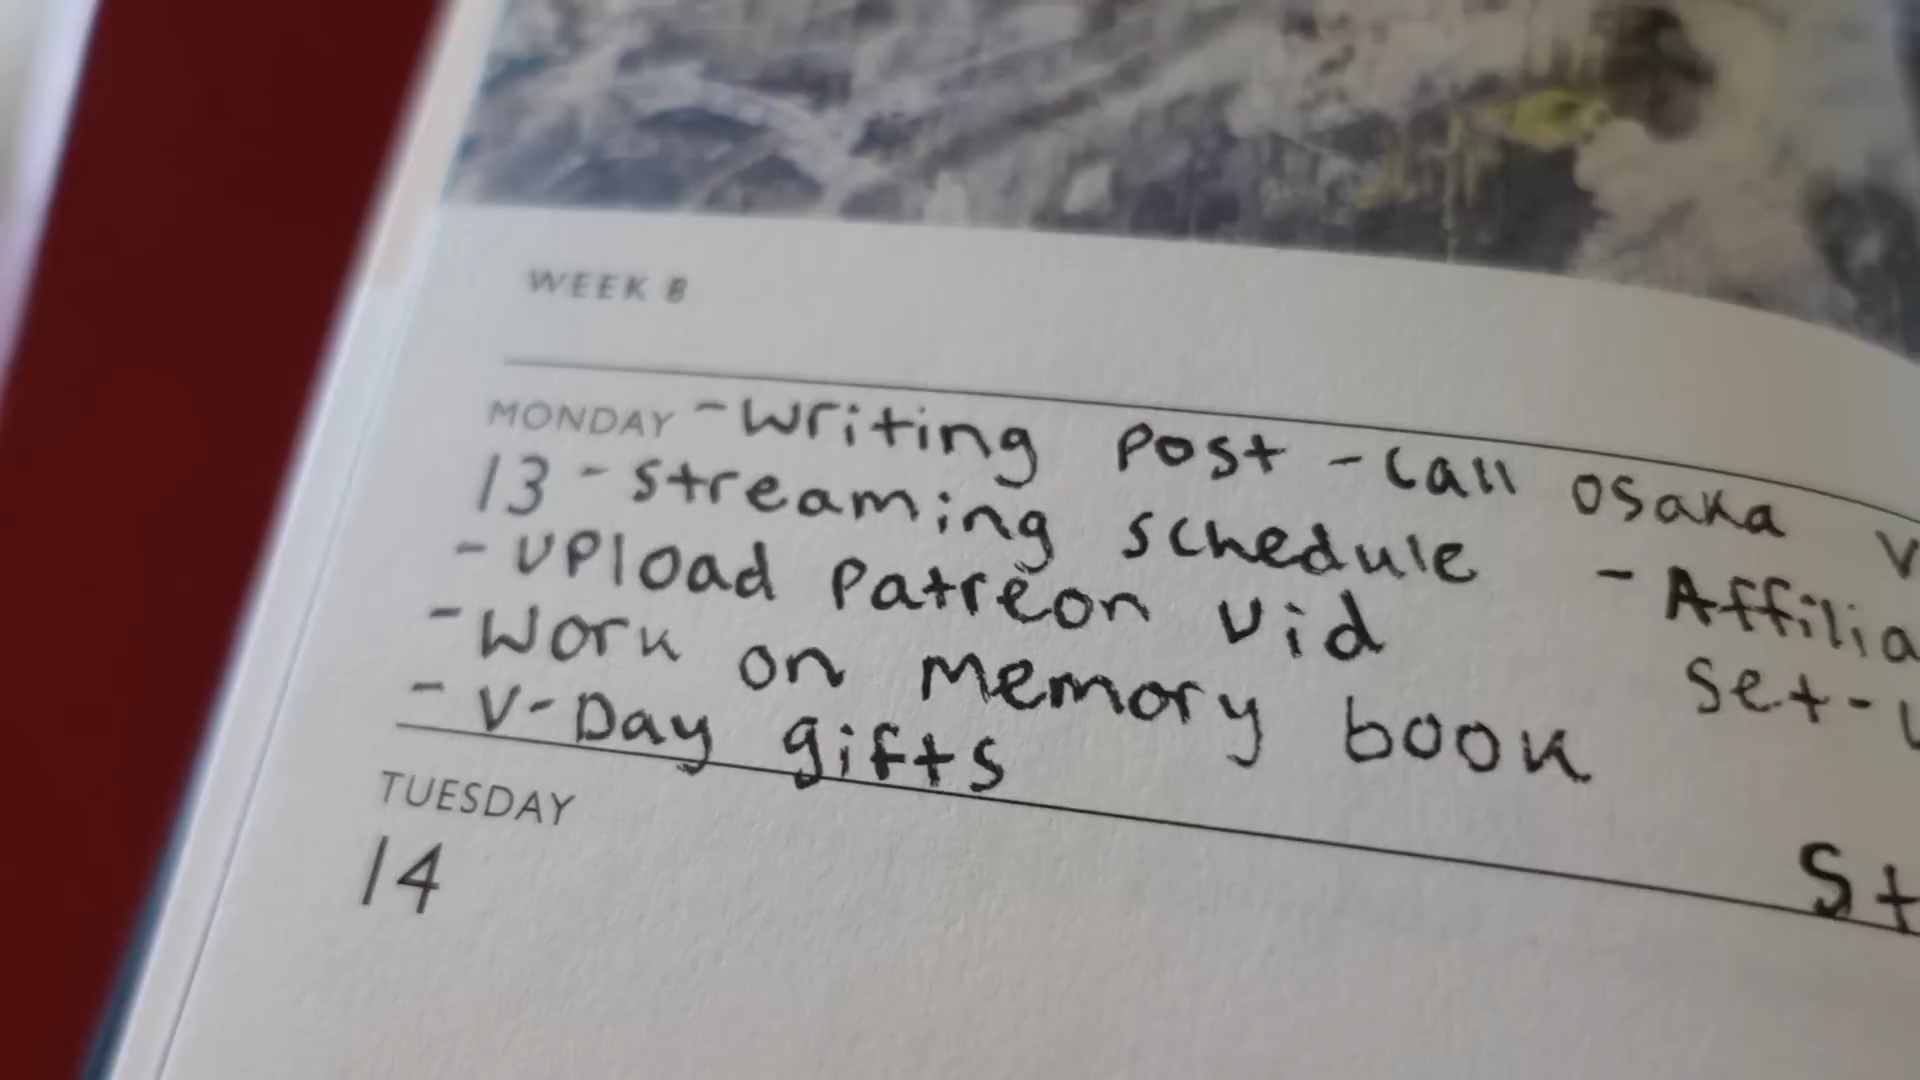 WEEK 8
MONDAY - Writing Post - Call Osaka
13 - Streaming schedule - Affilia
- Upload Patreon Vid Set-
- Work on Memory book
- V-Day gifts
St
TUESDAY
14